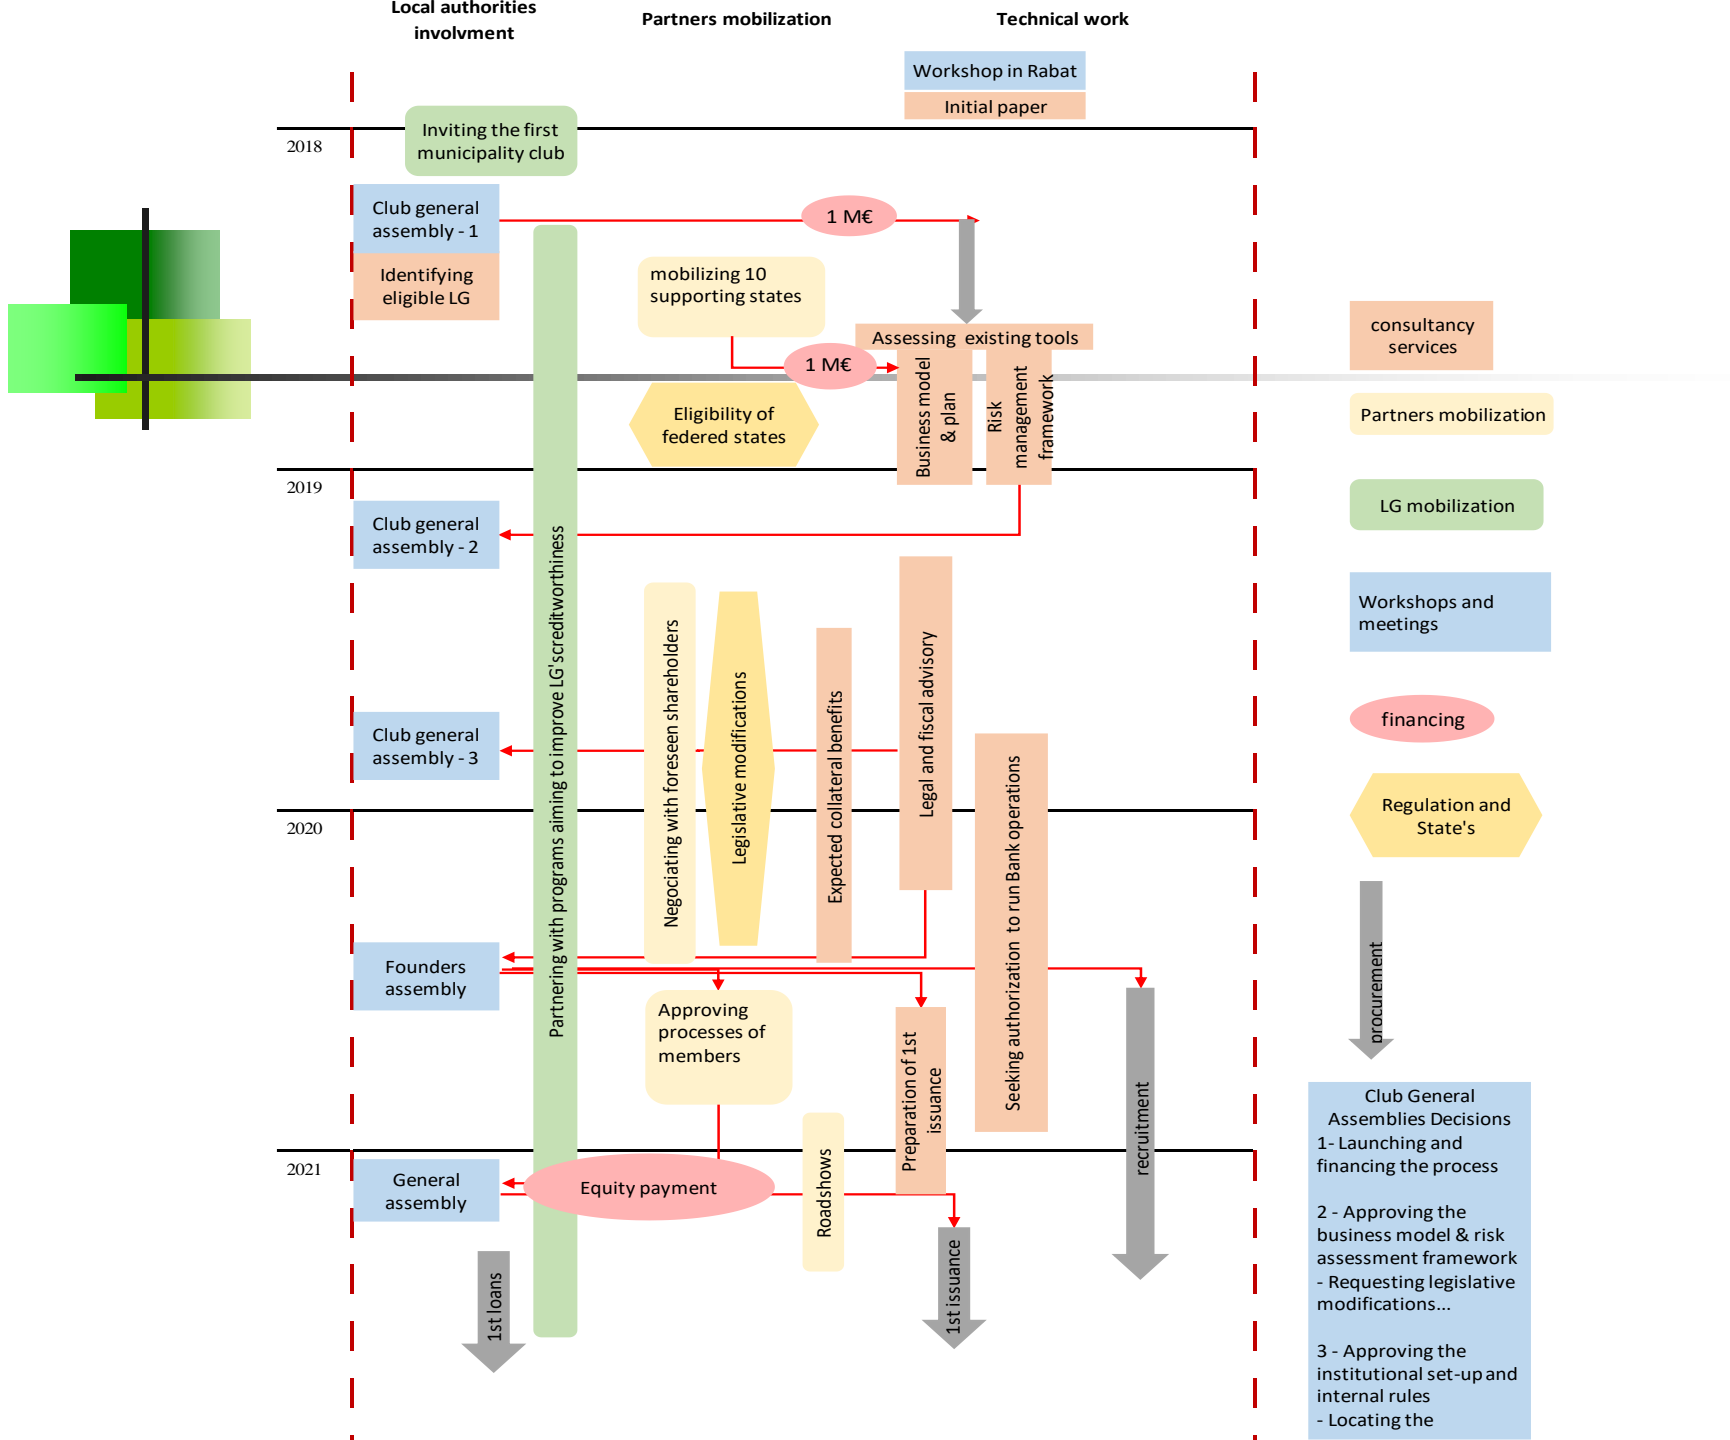 Local authorities
involvment
Partners mobilization
Technical work
Workshop in Rabat
Initial paper
2018
Inviting the first
municipality club
Club general
assembly - 1
1 M€
Identifying
eligible LG
mobilizing 10
supporting states
Assessing existing tools
1 M€
Business model
& plan
Risk
management
framework
Eligibility of
federed states
2019
Club general
assembly - 2
Partnering with programs aiming to improve LG'screditworthiness
Negociating with foreseen shareholders
Legislative modifications
Expected collateral benefits
Legal and fiscal advisory
Seeking authorization to run Bank operations
Club general
assembly - 3
2020
Founders
assembly
Approving
processes of
members
Preparation of 1st
issuance
recruitment
2021
General
assembly
Equity payment
Roadshows
1st loans
1st issuance
consultancy
services
Partners mobilization
LG mobilization
Workshops and
meetings
financing
Regulation and
State's
procurement
Club General
Assemblies Decisions
1- Launching and
financing the process
2 - Approving the
business model & risk
assessment framework
- Requesting legislative
modifications...
3 - Approving the
institutional set-up and
internal rules
- Locating the